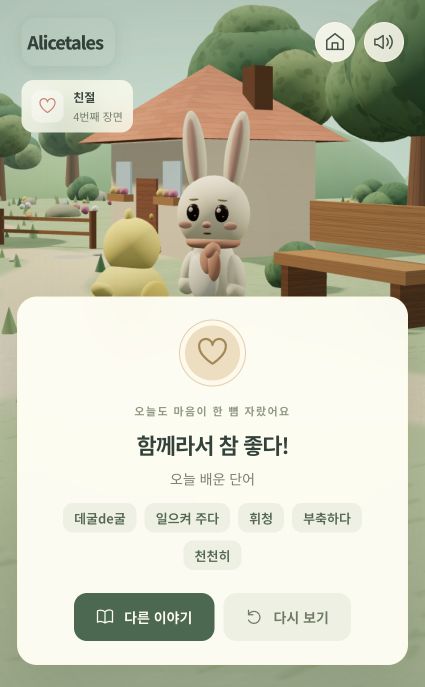 Alicetales
친절
4번째 장면
오늘도 마음이 한 뼘 자랐어요
함께라서 참 좋다!
오늘 배운 단어
데굴de굴 일으켜 주다 휘청 부축하다
천천히
다른 이야기 다시 보기